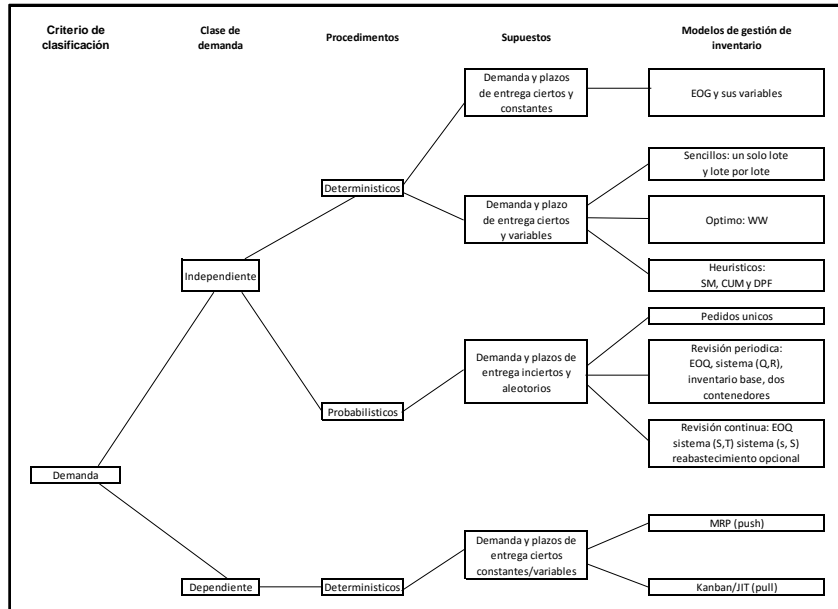 Criterio de
clasificación
Clase de
demanda
Procedimentos
Supuestos
Modelos de gestión de
inventario
Demanda y plazos
de entrega ciertos y
constantes
EOG y sus variables
Sencillos: un solo lote
y lote por lote
Deterministicos
Demanda y plazo
de entrega ciertos
y variables
Optimo: WW
Independiente
Heuristicos:
SM, CUM y DPF
Pedidos unicos
Demanda y plazos de
entrega inciertos y
aleotorios
Revisión periodica:
EOQ, sistema (Q,R),
inventario base, dos
contenedores
Probabilisticos
Revisión continua: EOQ
sistema (S,T) sistema (s, S)
reabastecimiento opcional
Demanda
MRP (push)
Demanda y plazos de
entrega ciertos
constantes/variables
Dependiente
Deterministicos
Kanban/JIT (pull)